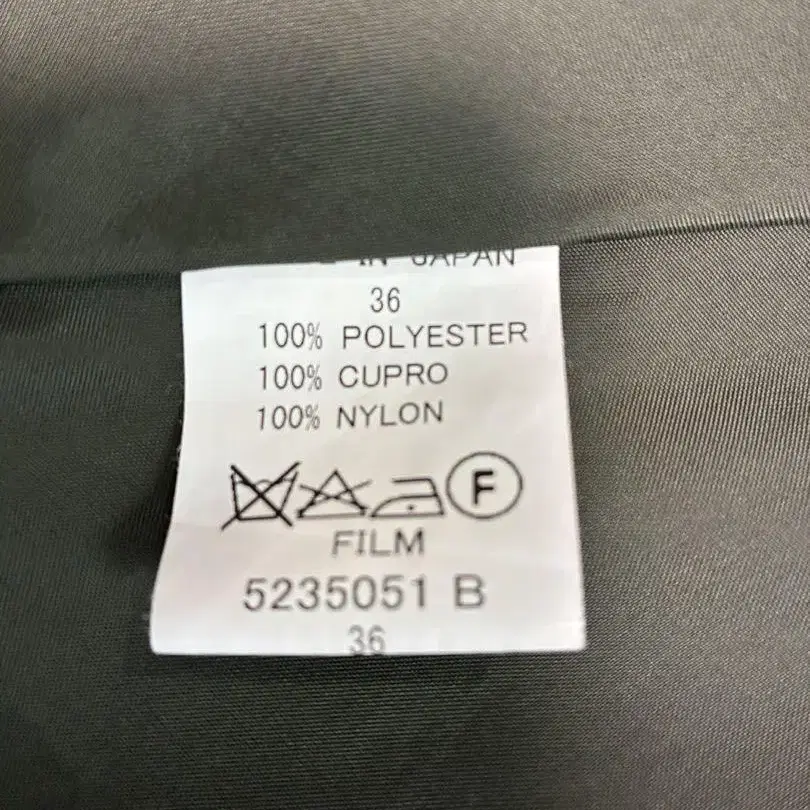 IN JAPAN
36
100% POLYESTER
100% CUPRO
100% NYLON
F
FILM
5235051 B
36